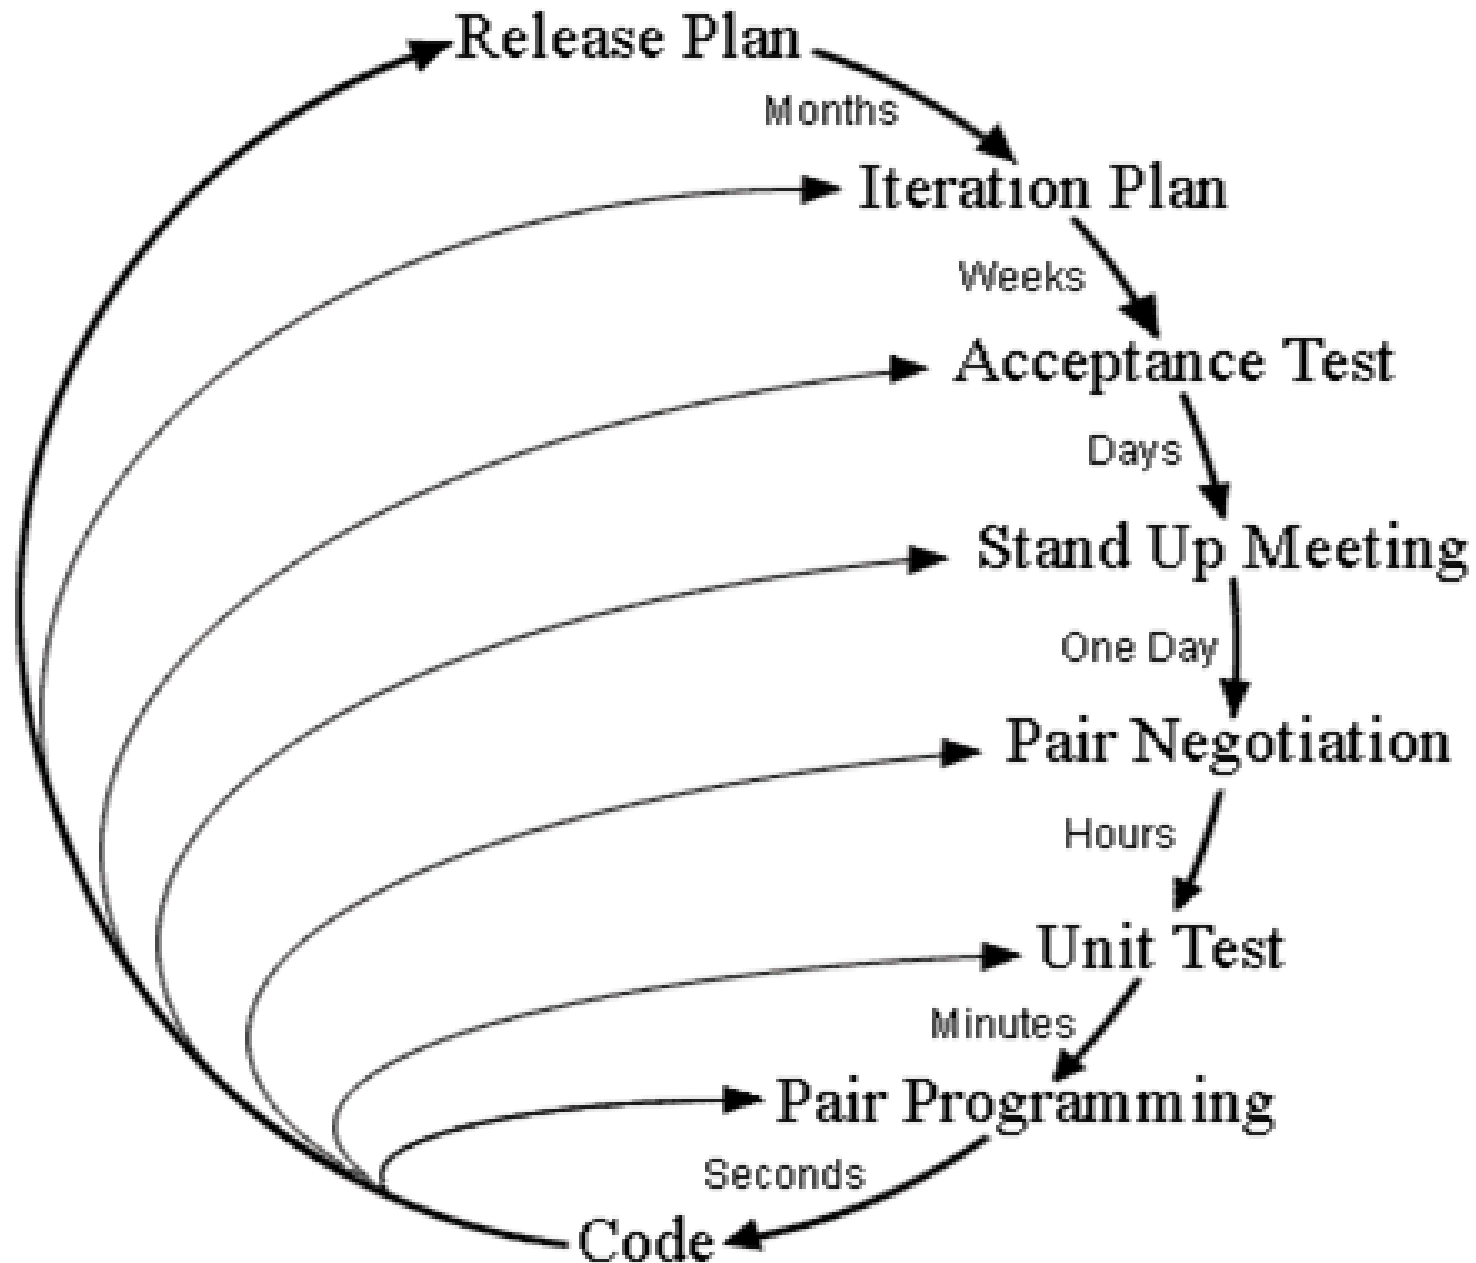 Release Plan
Months
Iteration Plan
Weeks
Acceptance Test
Days
Stand Up Meeting
One Day
Pair Negotiation
Hours
Unit Test
Minutes
Pair Programming
Seconds
Code